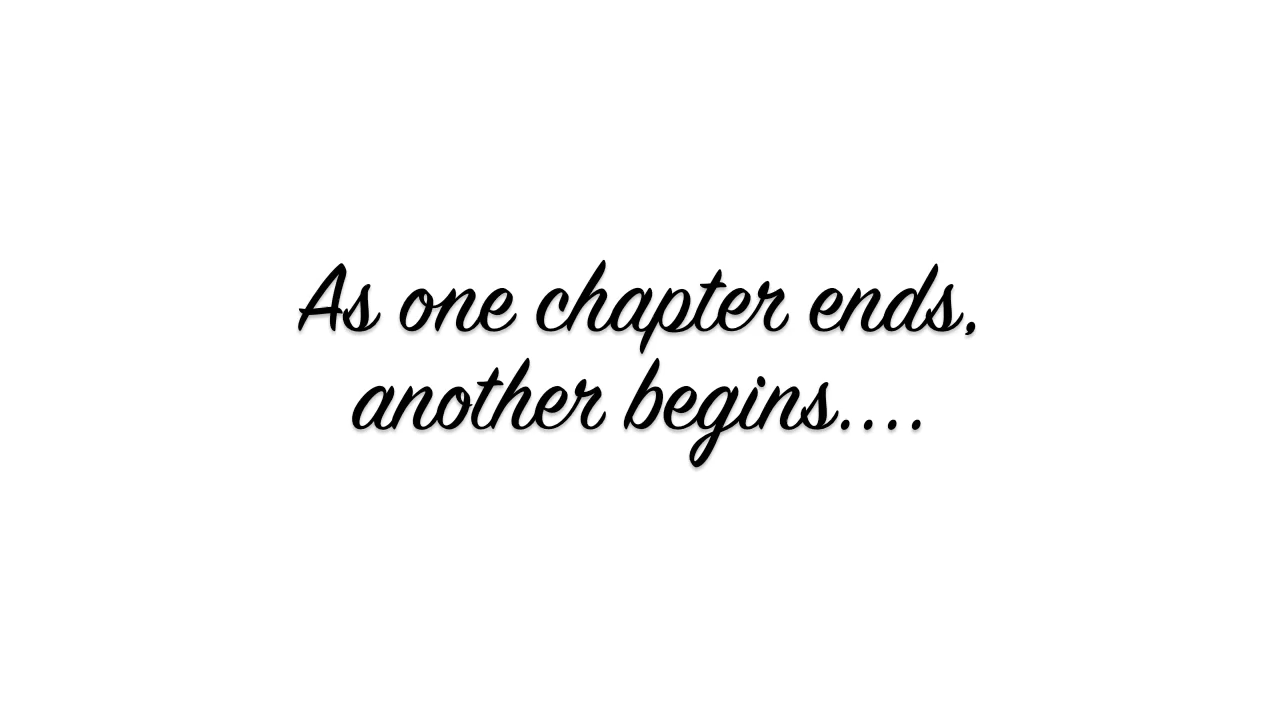 As one chapter ends,
another begins....